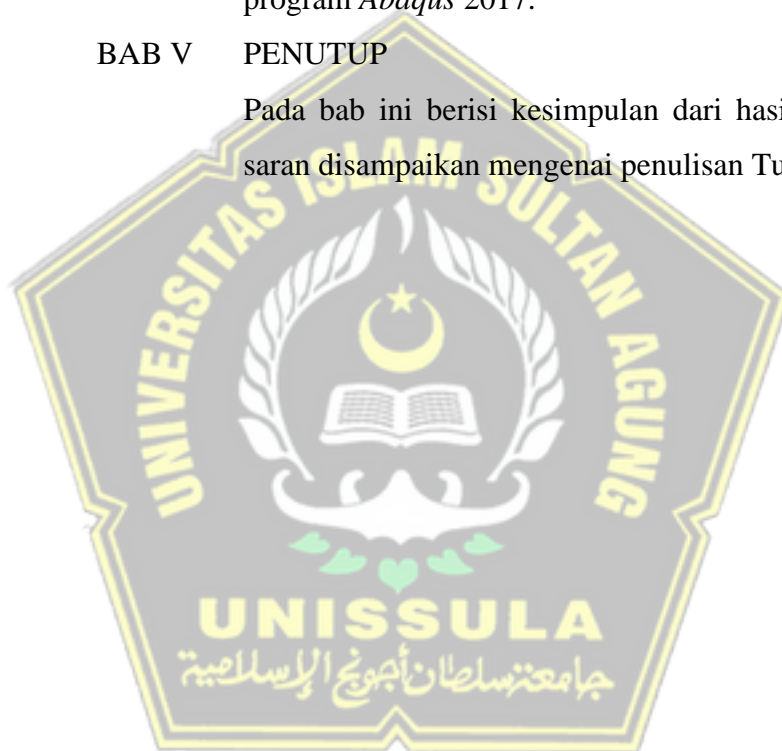 program Abaqus 2017.
BAB V PENUTUP
Pada bab ini berisi kesimpulan dari hasi
saran disampaikan mengenai penulisan Tu
UNIVERSITAS ISLAM SULTAN AGUNG
UNISSULA
جامعة سلطان أجونج الإسلامية